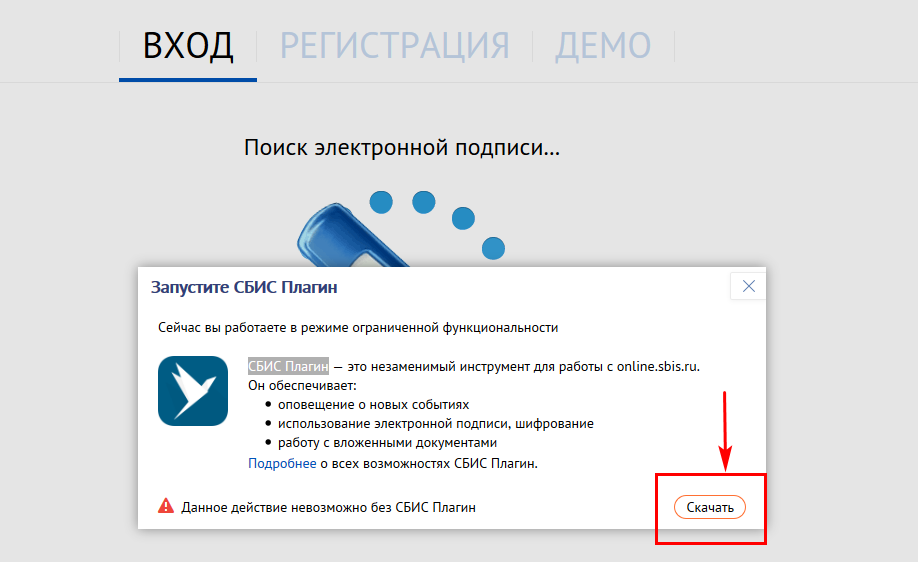 ВХОД РЕГИСТРАЦИЯ ДЕМО
Поиск электронной подписи...
Запустите СБИС Плагин
Сейчас вы работаете в режиме ограниченной функциональности
СБИС Плагин — это незаменимый инструмент для работы с online.sbis.ru.
Он обеспечивает:
• оповещение о новых событиях
• использование электронной подписи, шифрование
• работу с вложенными документами
Подробнее о всех возможностях СБИС Плагин.
Данное действие невозможно без СБИС Плагин
Скачать